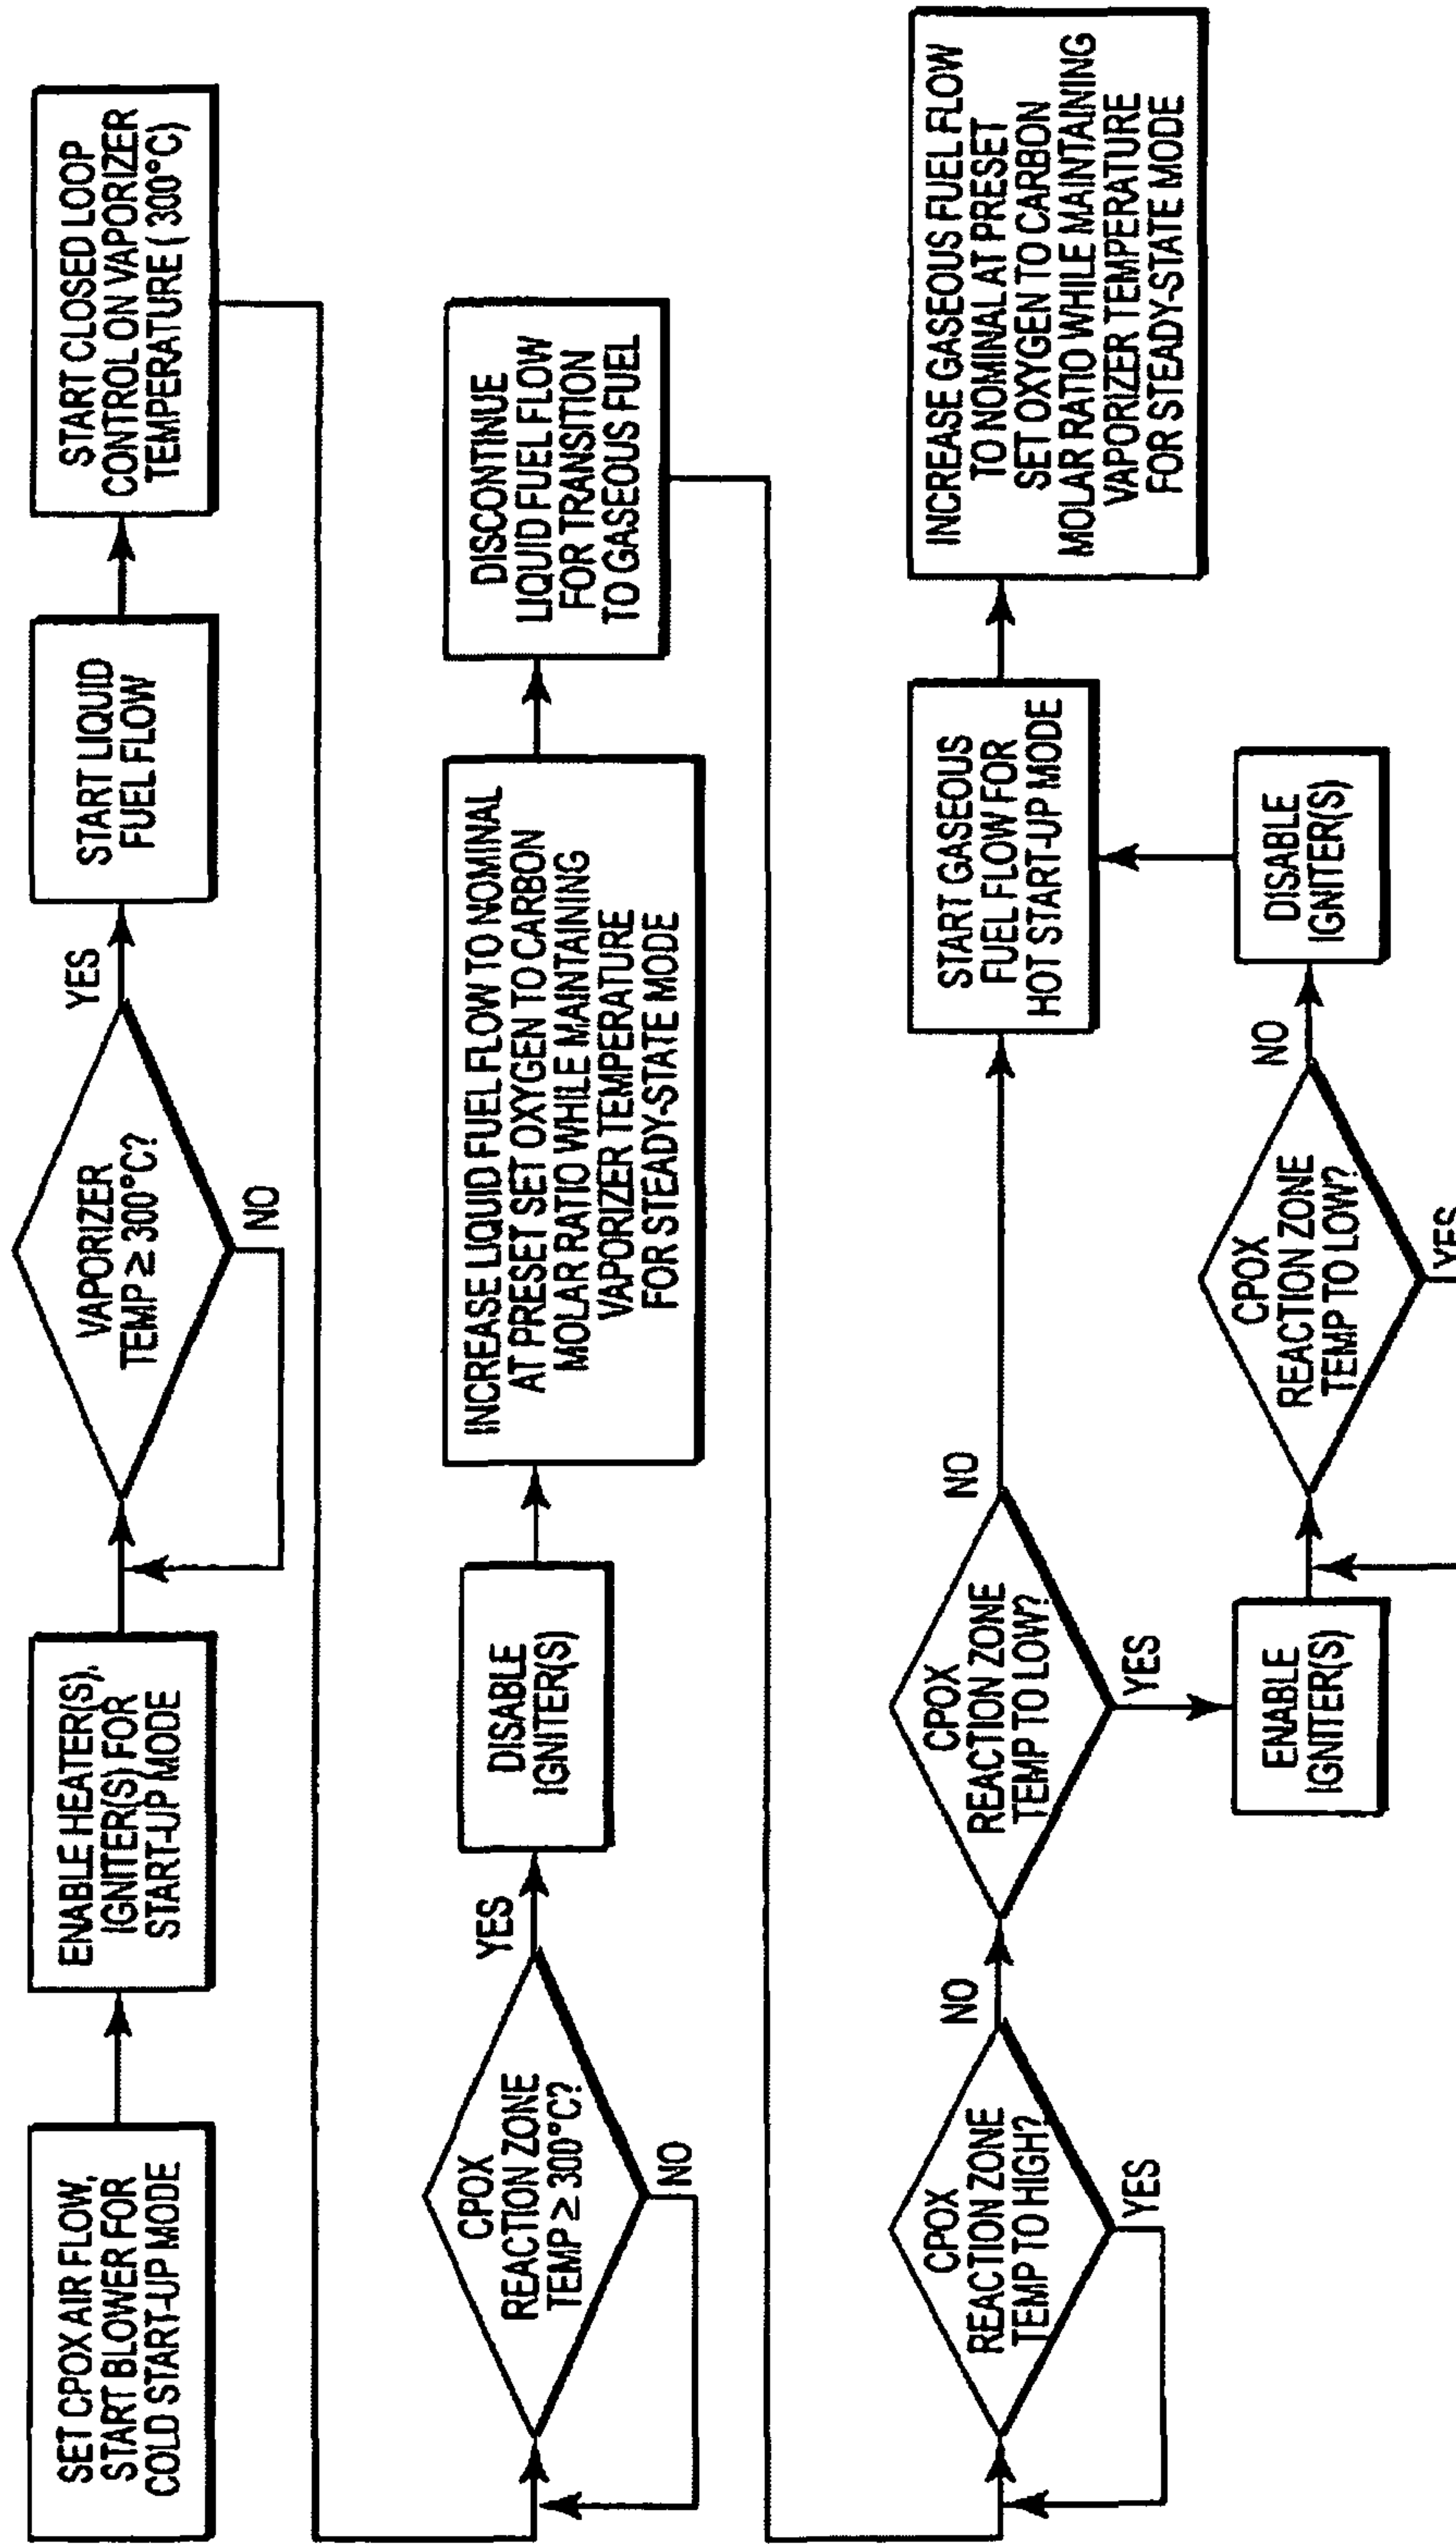 SET CPOX AIR FLOW,
START BLOWER FOR
COLD START-UP MODE
ENABLE HEATER(S),
IGNITER(S) FOR
START-UP MODE
VAPORIZER
TEMP ≥ 300°C?
YES
NO
START LIQUID
FUEL FLOW
START CLOSED LOOP
CONTROL ON VAPORIZER
TEMPERATURE ( 300°C)
CPOX
REACTION ZONE
TEMP ≥ 300°C?
YES
NO
DISABLE
IGNITER(S)
INCREASE LIQUID FUEL FLOW TO NOMINAL
AT PRESET SET OXYGEN TO CARBON
MOLAR RATIO WHILE MAINTAINING
VAPORIZER TEMPERATURE
FOR STEADY-STATE MODE
DISCONTINUE
LIQUID FUEL FLOW
FOR TRANSITION
TO GASEOUS FUEL
CPOX
REACTION ZONE
TEMP TO HIGH?
NO
YES
CPOX
REACTION ZONE
TEMP TO LOW?
NO
YES
START GASEOUS
FUEL FLOW FOR
HOT START-UP MODE
INCREASE GASEOUS FUEL FLOW
TO NOMINAL AT PRESET
SET OXYGEN TO CARBON
MOLAR RATIO WHILE MAINTAINING
VAPORIZER TEMPERATURE
FOR STEADY-STATE MODE
ENABLE
IGNITER(S)
CPOX
REACTION ZONE
TEMP TO LOW?
NO
YES
DISABLE
IGNITER(S)